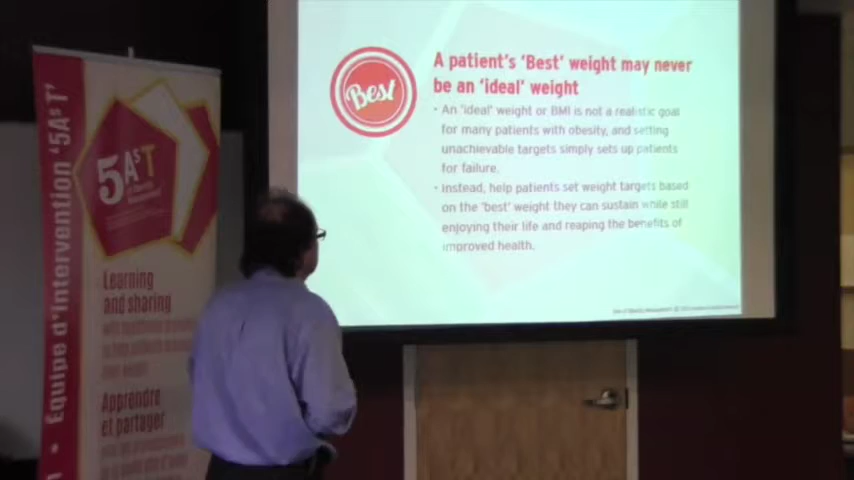 Équipe d'Intervention '5AsT'
5AsT
of Obesity
Management
Learning
and sharing
Apprendre
et partager
Best
A patient's 'Best' weight may never
be an 'ideal' weight
• An 'ideal' weight or BMI is not a realistic goal
for many patients with obesity, and setting
unachievable targets simply sets up patients
for failure.
• Instead, help patients set weight targets based
on the 'best' weight they can sustain while still
enjoying their life and reaping the benefits of
improved health.